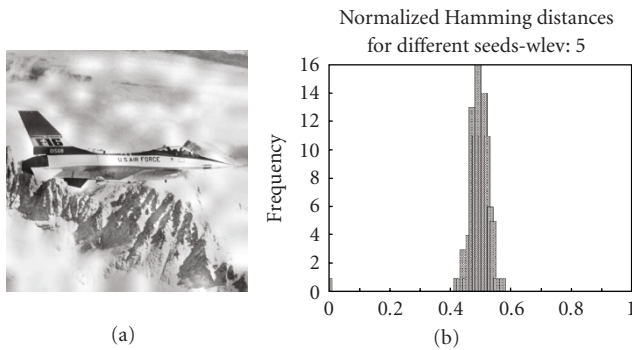 Normalized Hamming distances
for different seeds-wlev: 5
F-16
U.S. AIR FORCE
Frequency
16
14
12
10
8
6
4
2
0
0
0.2
0.4
0.6
0.8
1
(a)
(b)